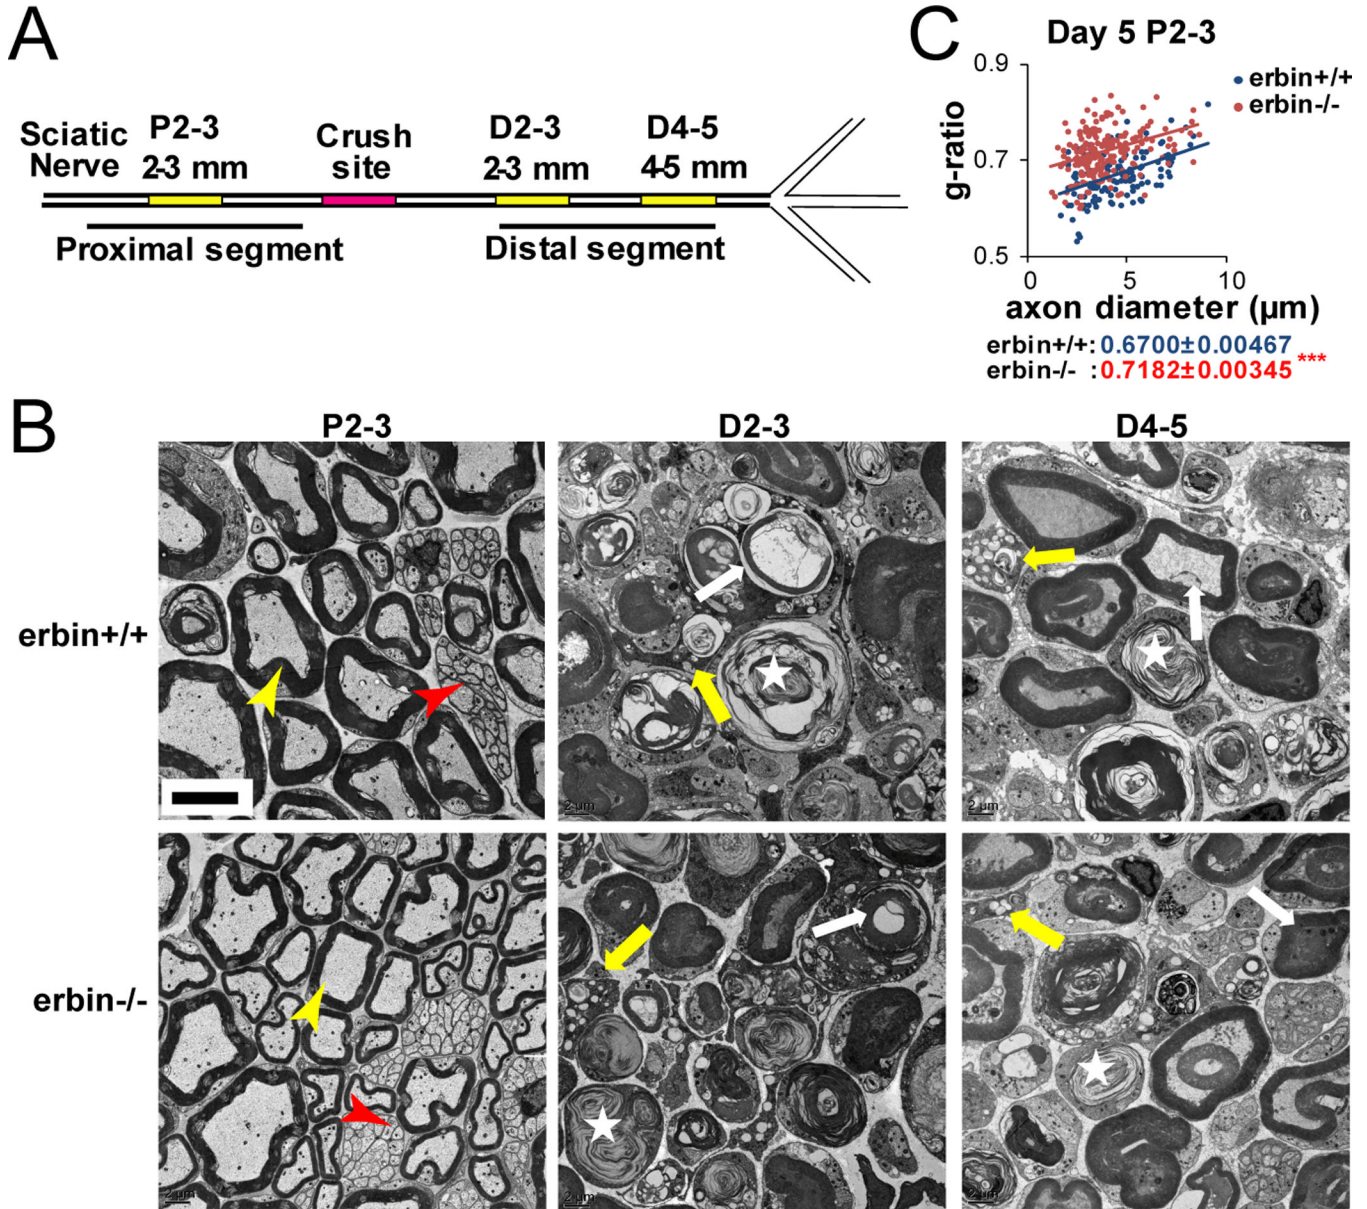 A
Sciatic
Nerve
P2-3
2-3 mm
Crush
site
D2-3
2-3 mm
D4-5
4-5 mm
Proximal segment
Distal segment
C
Day 5 P2-3
g-ratio
0.9
0.7
0.5
0
5
10
axon diameter (µm)
erbin+/+
erbin-/-
erbin+/+: 0.6700±0.00467
erbin-/- :0.7182±0.00345
***
B
P2-3
D2-3
D4-5
erbin+/+
2 µm
2 µm
erbin-/-
2 µm
2 µm
2 µm